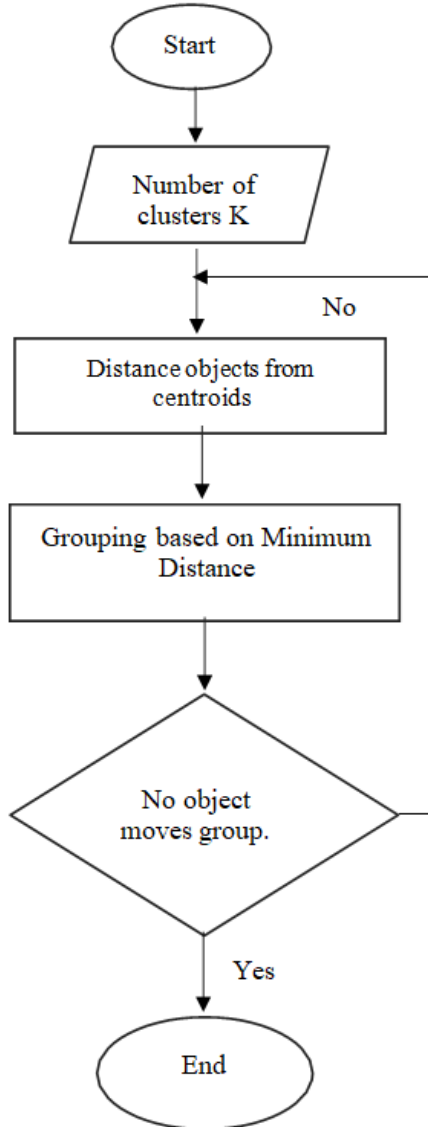 Start
Number of
clusters K
No
Distance objects from
centroids
Grouping based on Minimum
Distance
No object
moves group.
Yes
End